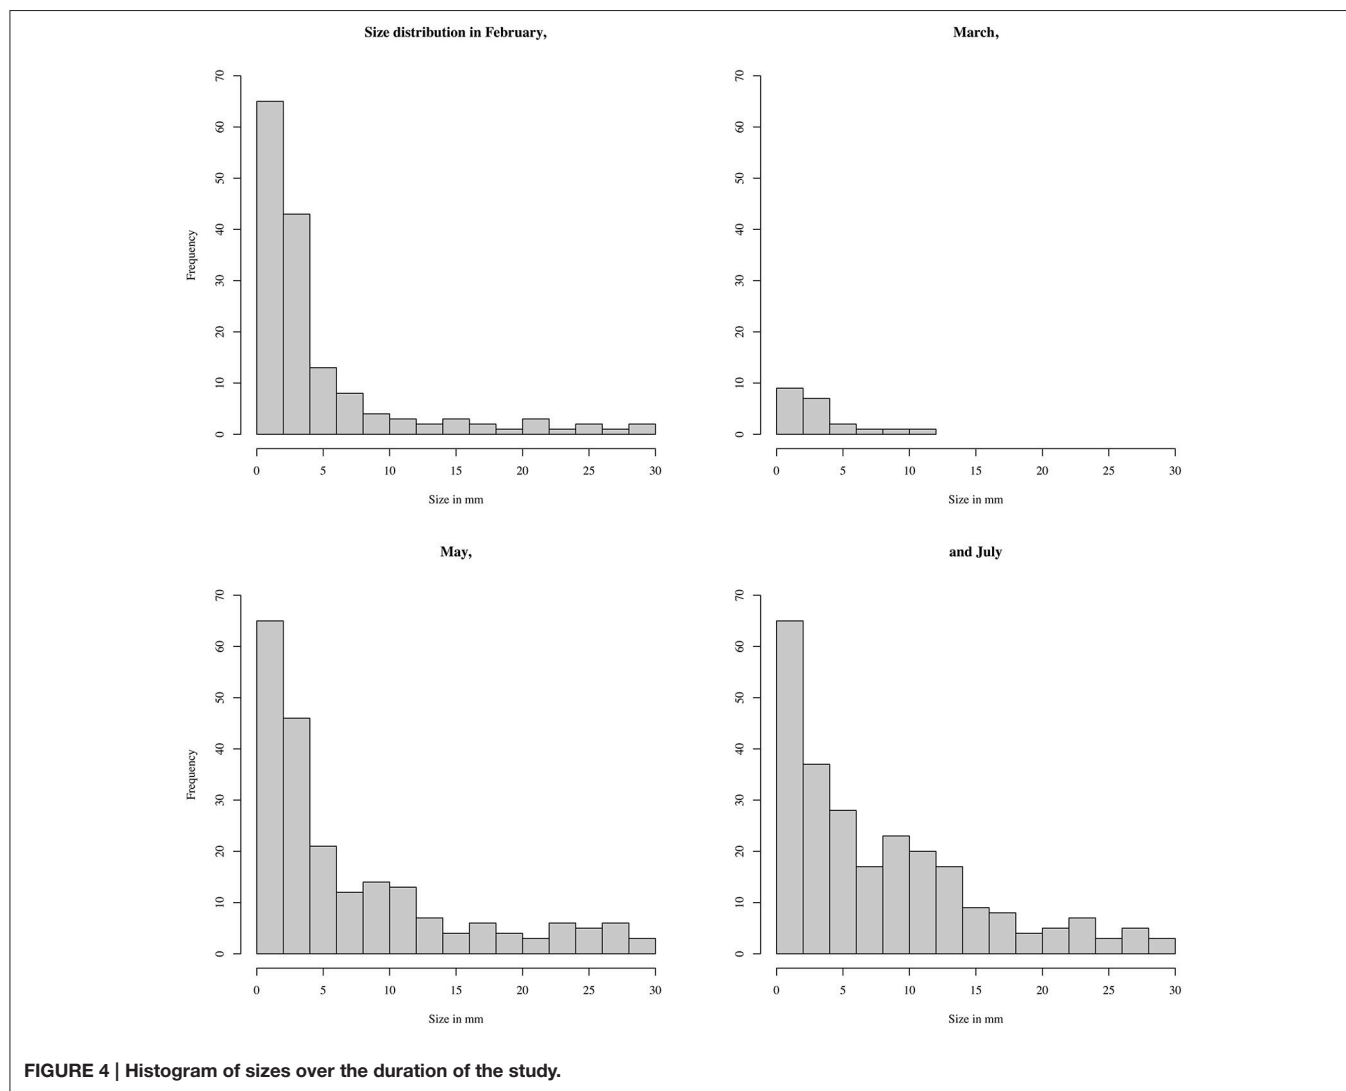 Size distribution in February,
70
60
50
40
30
20
10
0
Frequency
0 5 10 15 20 25 30
Size in mm
March,
70
60
50
40
30
20
10
0
0 5 10 15 20 25 30
Size in mm
May,
70
60
50
40
30
20
10
0
Frequency
0 5 10 15 20 25 30
Size in mm
and July
70
60
50
40
30
20
10
0
0 5 10 15 20 25 30
Size in mm
FIGURE 4 | Histogram of sizes over the duration of the study.